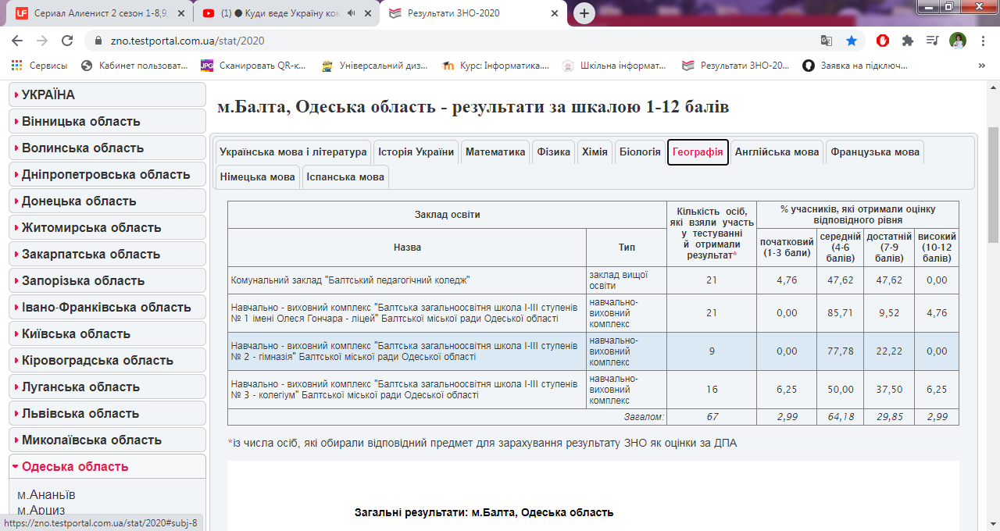 Сериал Алиенист 2 сезон 1-8,9,
(1) ● Куди веде Україну ко
Результати ЗНО-2020
zno.testportal.com.ua/stat/2020
Сервисы
Кабинет пользоват...
Сканировать QR-к...
Універсальний диз...
Курс: Інформатика....
Шкільна інформат...
Результати ЗНО-20...
Заявка на підключ...
»
УКРАЇНА
Вінницька область
Волинська область
Дніпропетровська область
Донецька область
Житомирська область
Закарпатська область
Запорізька область
Івано-Франківська область
Київська область
Кіровоградська область
Луганська область
Львівська область
Миколаївська область
Одеська область
м.Ананьїв
м.Арциз
https://zno.testportal.com.ua/stat/2020#subj-8
м.Балта, Одеська область - результати за шкалою 1-12 балів
Українська мова і література Історія України Математика Фізика Хімія Біологія Географія Англійська мова Французька мова
Німецька мова Іспанська мова
Заклад освіти
Назва
Тип
Кількість осіб,
які взяли участь
у тестуванні
й отримали
результат*
% учасників, які отримали оцінку
відповідного рівня
початковий
(1-3 бали)
середній
(4-6
балів)
достатній
(7-9
балів)
високий
(10-12
балів)
Комунальний заклад "Балтський педагогічний коледж"
заклад вищої
освіти
21 4,76 47,62 47,62 0,00
Навчально - виховний комплекс "Балтська загальноосвітня школа І-ІІІ ступенів
№ 1 імені Олеся Гончара - ліцей" Балтської міської ради Одеської області
навчально-
виховний
комплекс
21 0,00 85,71 9,52 4,76
Навчально - виховний комплекс "Балтська загальноосвітня школа І-ІІІ ступенів
№ 2 - гімназія" Балтської міської ради Одеської області
навчально-
виховний
комплекс
9 0,00 77,78 22,22 0,00
Навчально - виховний комплекс "Балтська загальноосвітня школа І-ІІІ ступенів
№ 3 - колегіум" Балтської міської ради Одеської області
навчально-
виховний
комплекс
16 6,25 50,00 37,50 6,25
Загалом: 67 2,99 64,18 29,85 2,99
*із числа осіб, які обирали відповідний предмет для зарахування результату ЗНО як оцінки за ДПА
Загальні результати: м.Балта, Одеська область